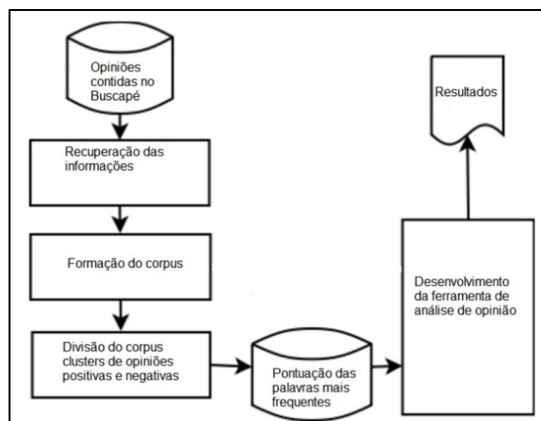 Opiniões
contidas no
Buscapé
Recuperação das
informações
Formação do corpus
Divisão do corpus
clusters de opiniões
positivas e negativas
Pontuação das
palavras mais
frequentes
Desenvolvimento
da ferramenta de
análise de opinião
Resultados